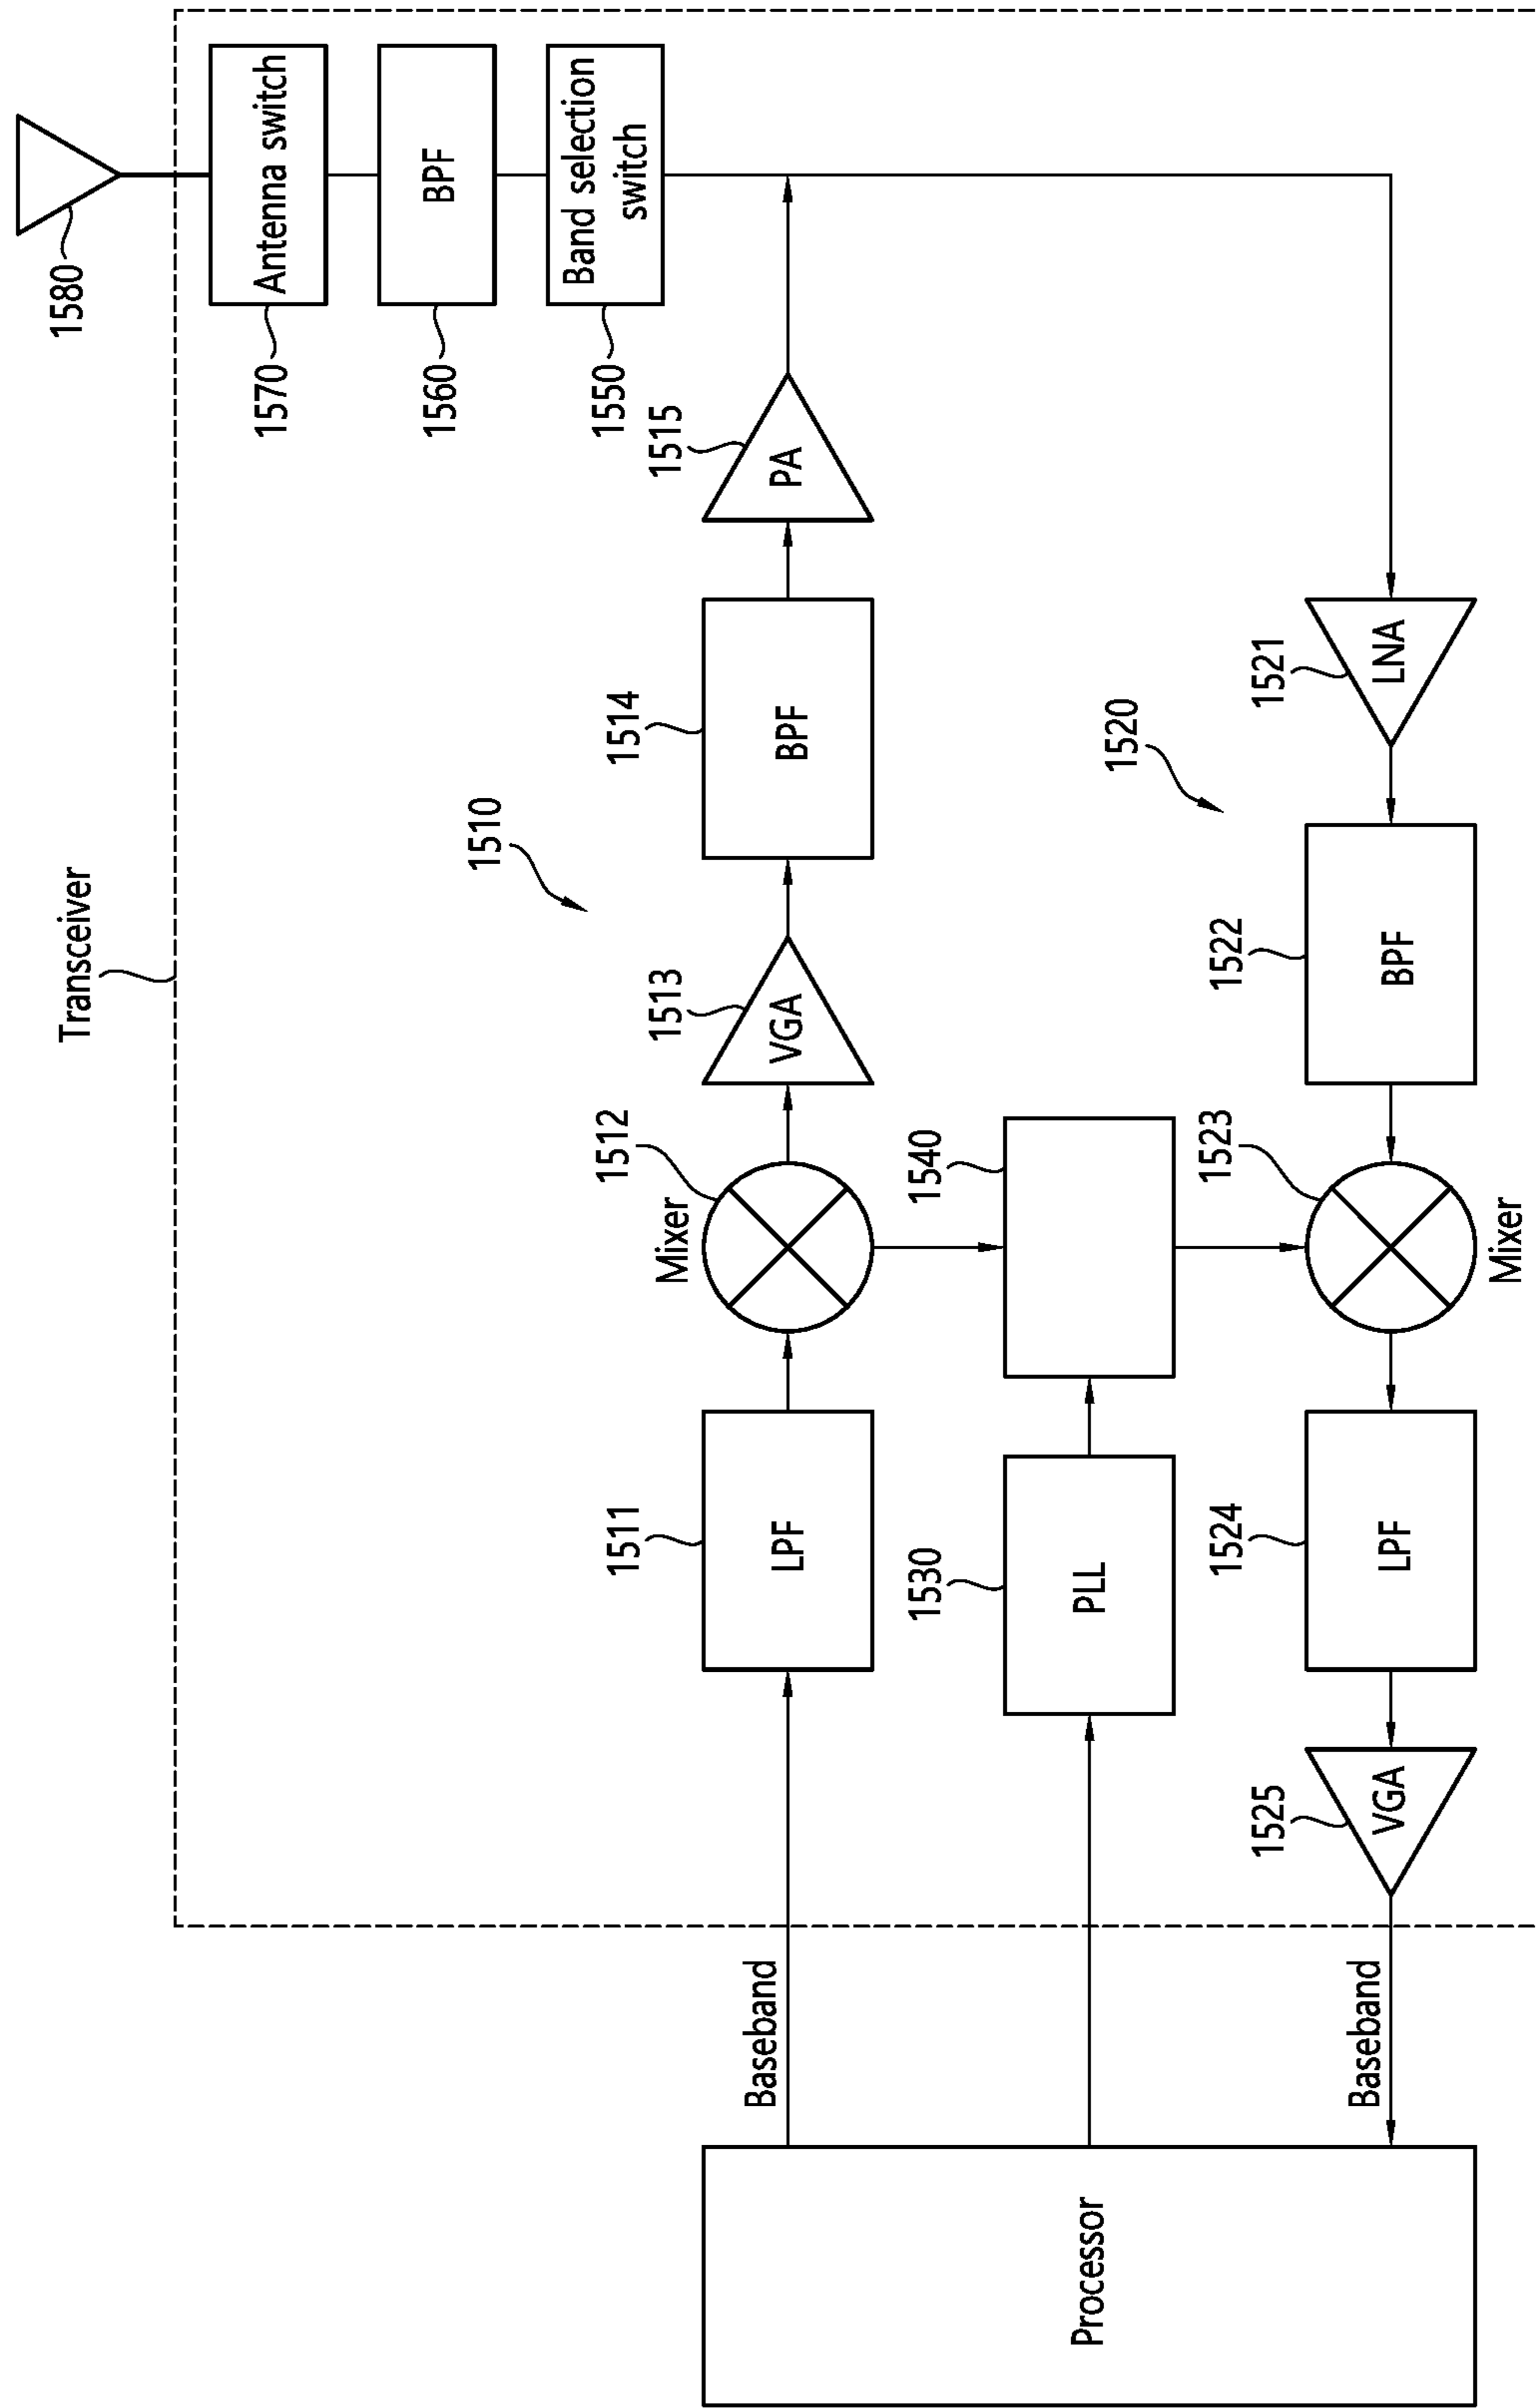 Transceiver
1580
Antenna switch
1570
BPF
1560
Band selection
switch
1550
1510
Processor
Baseband
LPF
1511
Mixer
1512
VGA
1513
BPF
1514
PA
1515
PLL
1530
1540
1520
LNA
1521
BPF
1522
Mixer
1523
LPF
1524
VGA
1525
Baseband